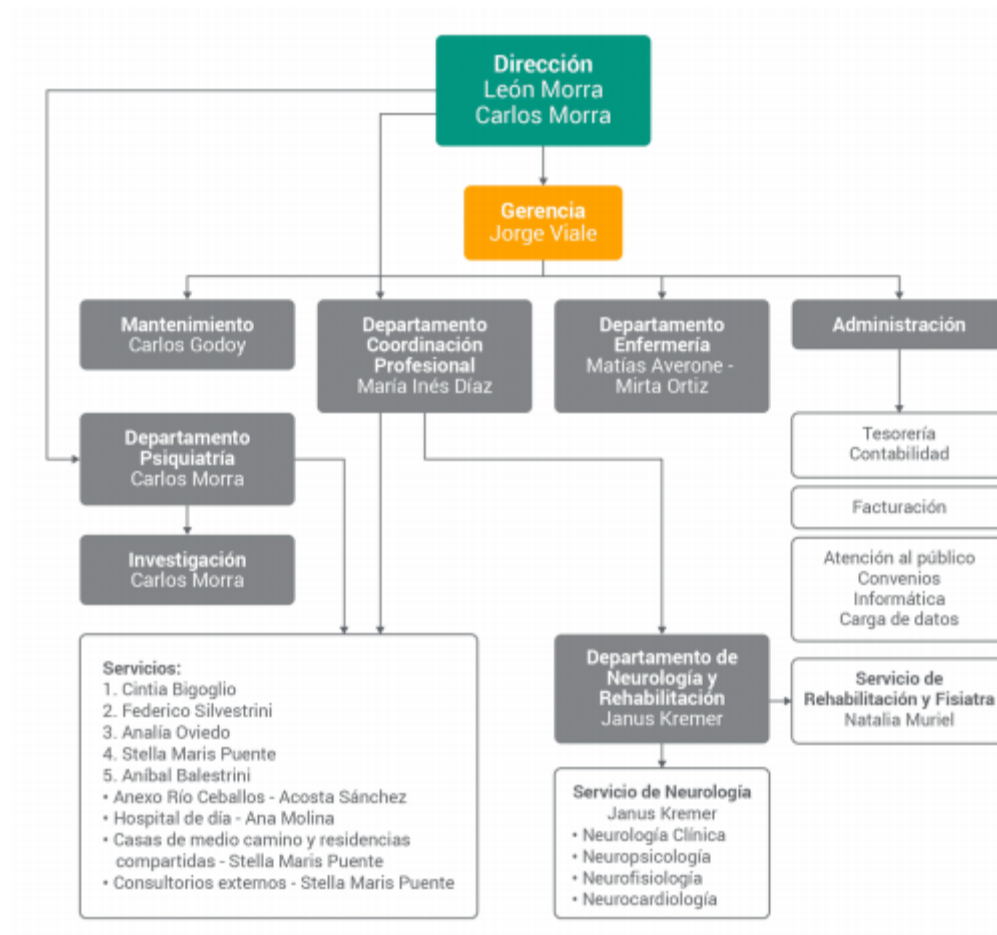 Dirección
León Morra
Carlos Morra
Gerencia
Jorge Viale
Mantenimiento
Carlos Godoy
Departamento
Coordinación
Profesional
María Inés Díaz
Departamento
Enfermería
Matías Averone -
Mirta Ortiz
Administración
Departamento
Psiquiatría
Carlos Morra
Tesorería
Contabilidad
Facturación
Investigación
Carlos Morra
Atención al público
Convenios
Informática
Carga de datos
Servicios:
1. Cintia Bigoglio
2. Federico Silvestrini
3. Analía Oviedo
4. Stella Maris Puente
5. Aníbal Balestrini
• Anexo Río Ceballos - Acosta Sánchez
• Hospital de día - Ana Molina
• Casas de medio camino y residencias
compartidas - Stella Maris Puente
• Consultorios externos - Stella Maris Puente
Departamento de
Neurología y
Rehabilitación
Janus Kremer
Servicio de
Rehabilitación y Fisiatra
Natalia Muriel
Servicio de Neurología
Janus Kremer
• Neurología Clínica
• Neuropsicología
• Neurofisiología
• Neurocardiología